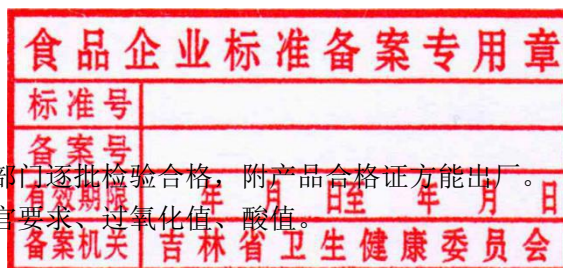 食品企业标准备案专用章
标准号
备案号
部门逐批检验合格，附产品合格证方能出厂。
有效期限 年 月 日至 年 月 日
官要求、过氧化值、酸值。
备案机关 吉林省卫生健康委员会